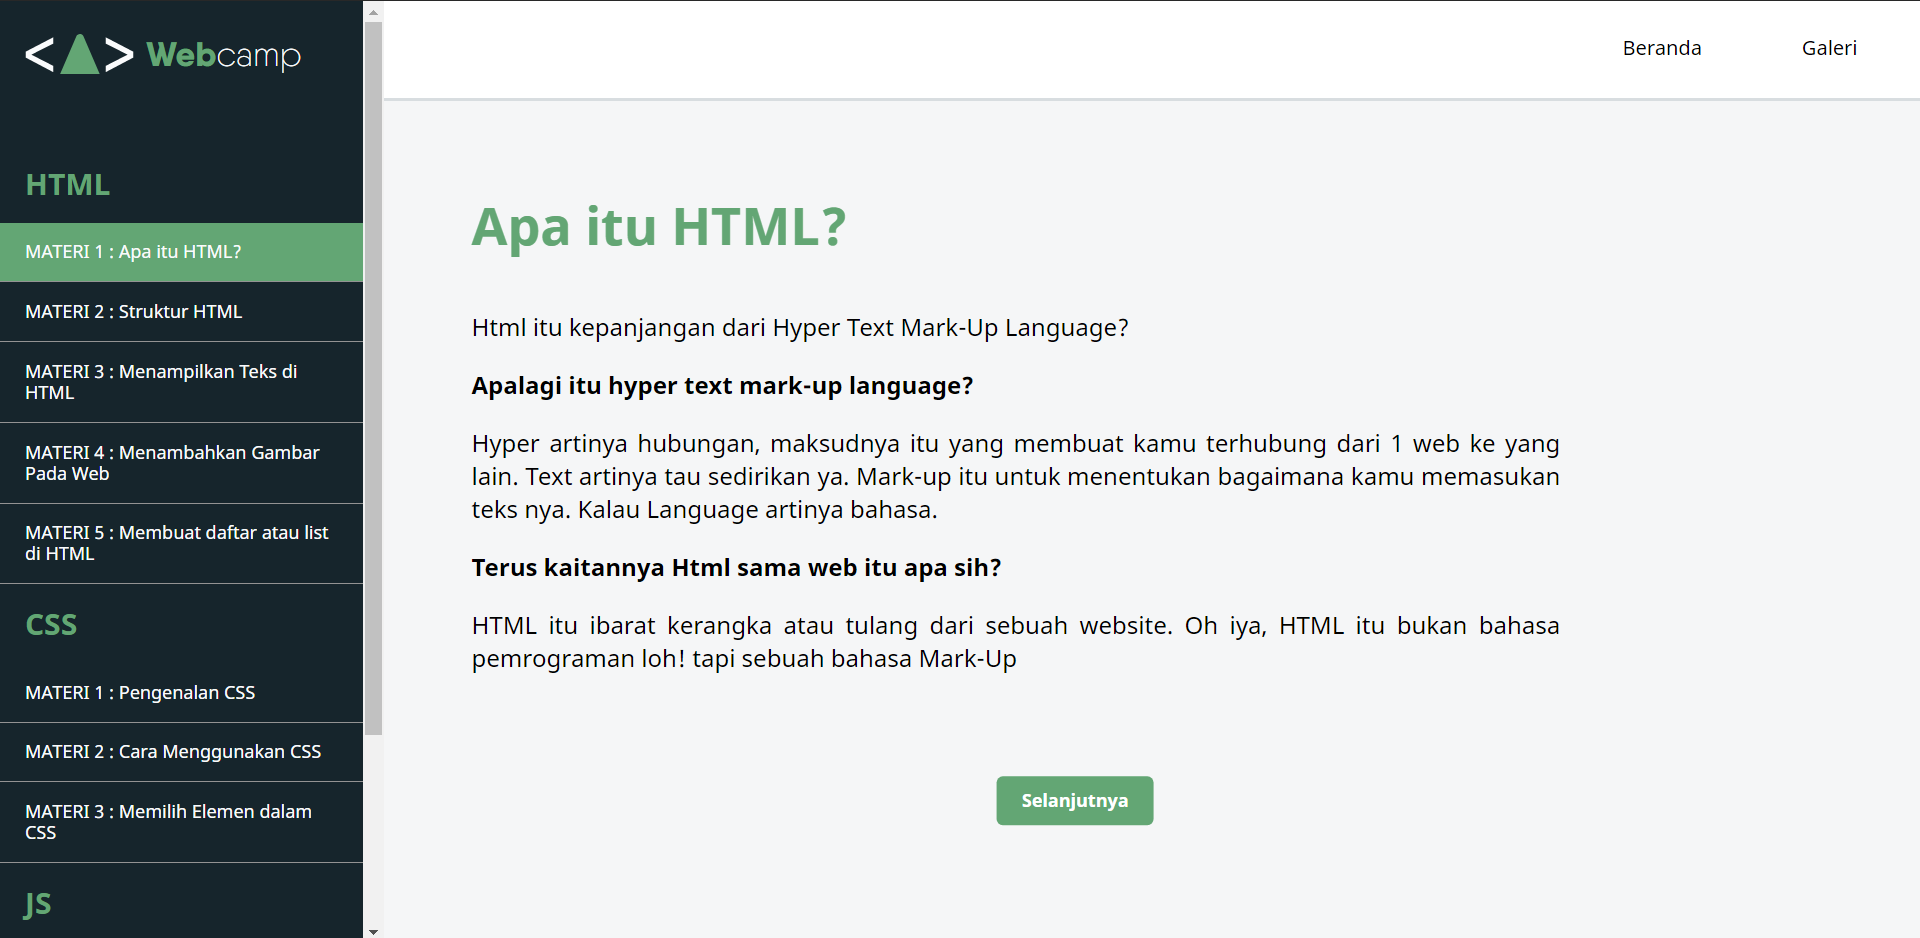 Webcamp
Beranda
Galeri
HTML
MATERI 1 : Apa itu HTML?
MATERI 2 : Struktur HTML
MATERI 3 : Menampilkan Teks di
HTML
MATERI 4 : Menambahkan Gambar
Pada Web
MATERI 5 : Membuat daftar atau list
di HTML
CSS
MATERI 1 : Pengenalan CSS
MATERI 2 : Cara Menggunakan CSS
MATERI 3 : Memilih Elemen dalam
CSS
JS
Apa itu HTML?
Html itu kepanjangan dari Hyper Text Mark-Up Language?
Apalagi itu hyper text mark-up language?
Hyper artinya hubungan, maksudnya itu yang membuat kamu terhubung dari 1 web ke yang
lain. Text artinya tau sedirikan ya. Mark-up itu untuk menentukan bagaimana kamu memasukan
teks nya. Kalau Language artinya bahasa.
Terus kaitannya Html sama web itu apa sih?
HTML itu ibarat kerangka atau tulang dari sebuah website. Oh iya, HTML itu bukan bahasa
pemrograman loh! tapi sebuah bahasa Mark-Up
Selanjutnya